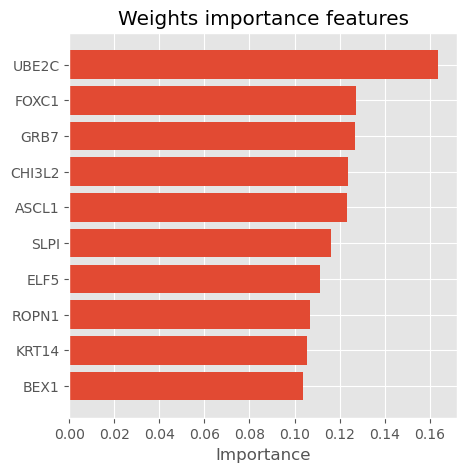 Weights importance features
UBE2C
FOXC1
GRB7
CHI3L2
ASCL1
SLPI
ELF5
ROPN1
KRT14
BEX1
0.00 0.02 0.04 0.06 0.08 0.10 0.12 0.14 0.16
Importance